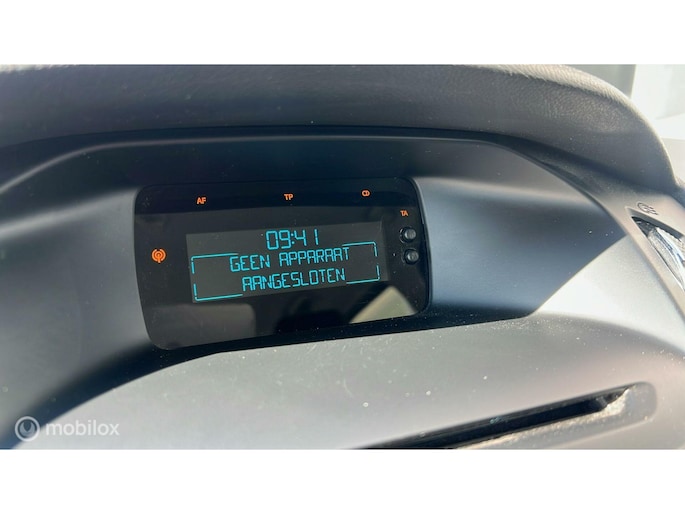 AF TP CD
TA
09:41
GEEN APPARAAT
AANGESLOTEN
mobilox